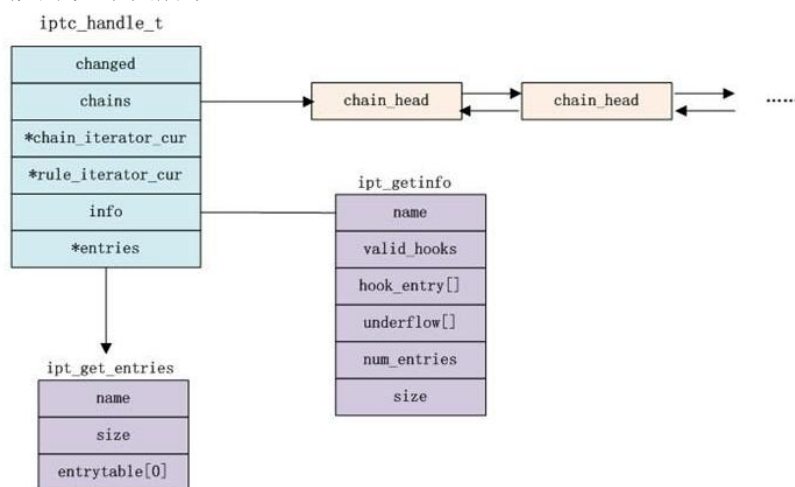 iptc_handle_t
changed
chains
*chain_iterator_cur
*rule_iterator_cur
info
*entries
chain_head
chain_head
......
ipt_getinfo
name
valid_hooks
hook_entry[]
underflow[]
num_entries
size
ipt_get_entries
name
size
entrytable[0]